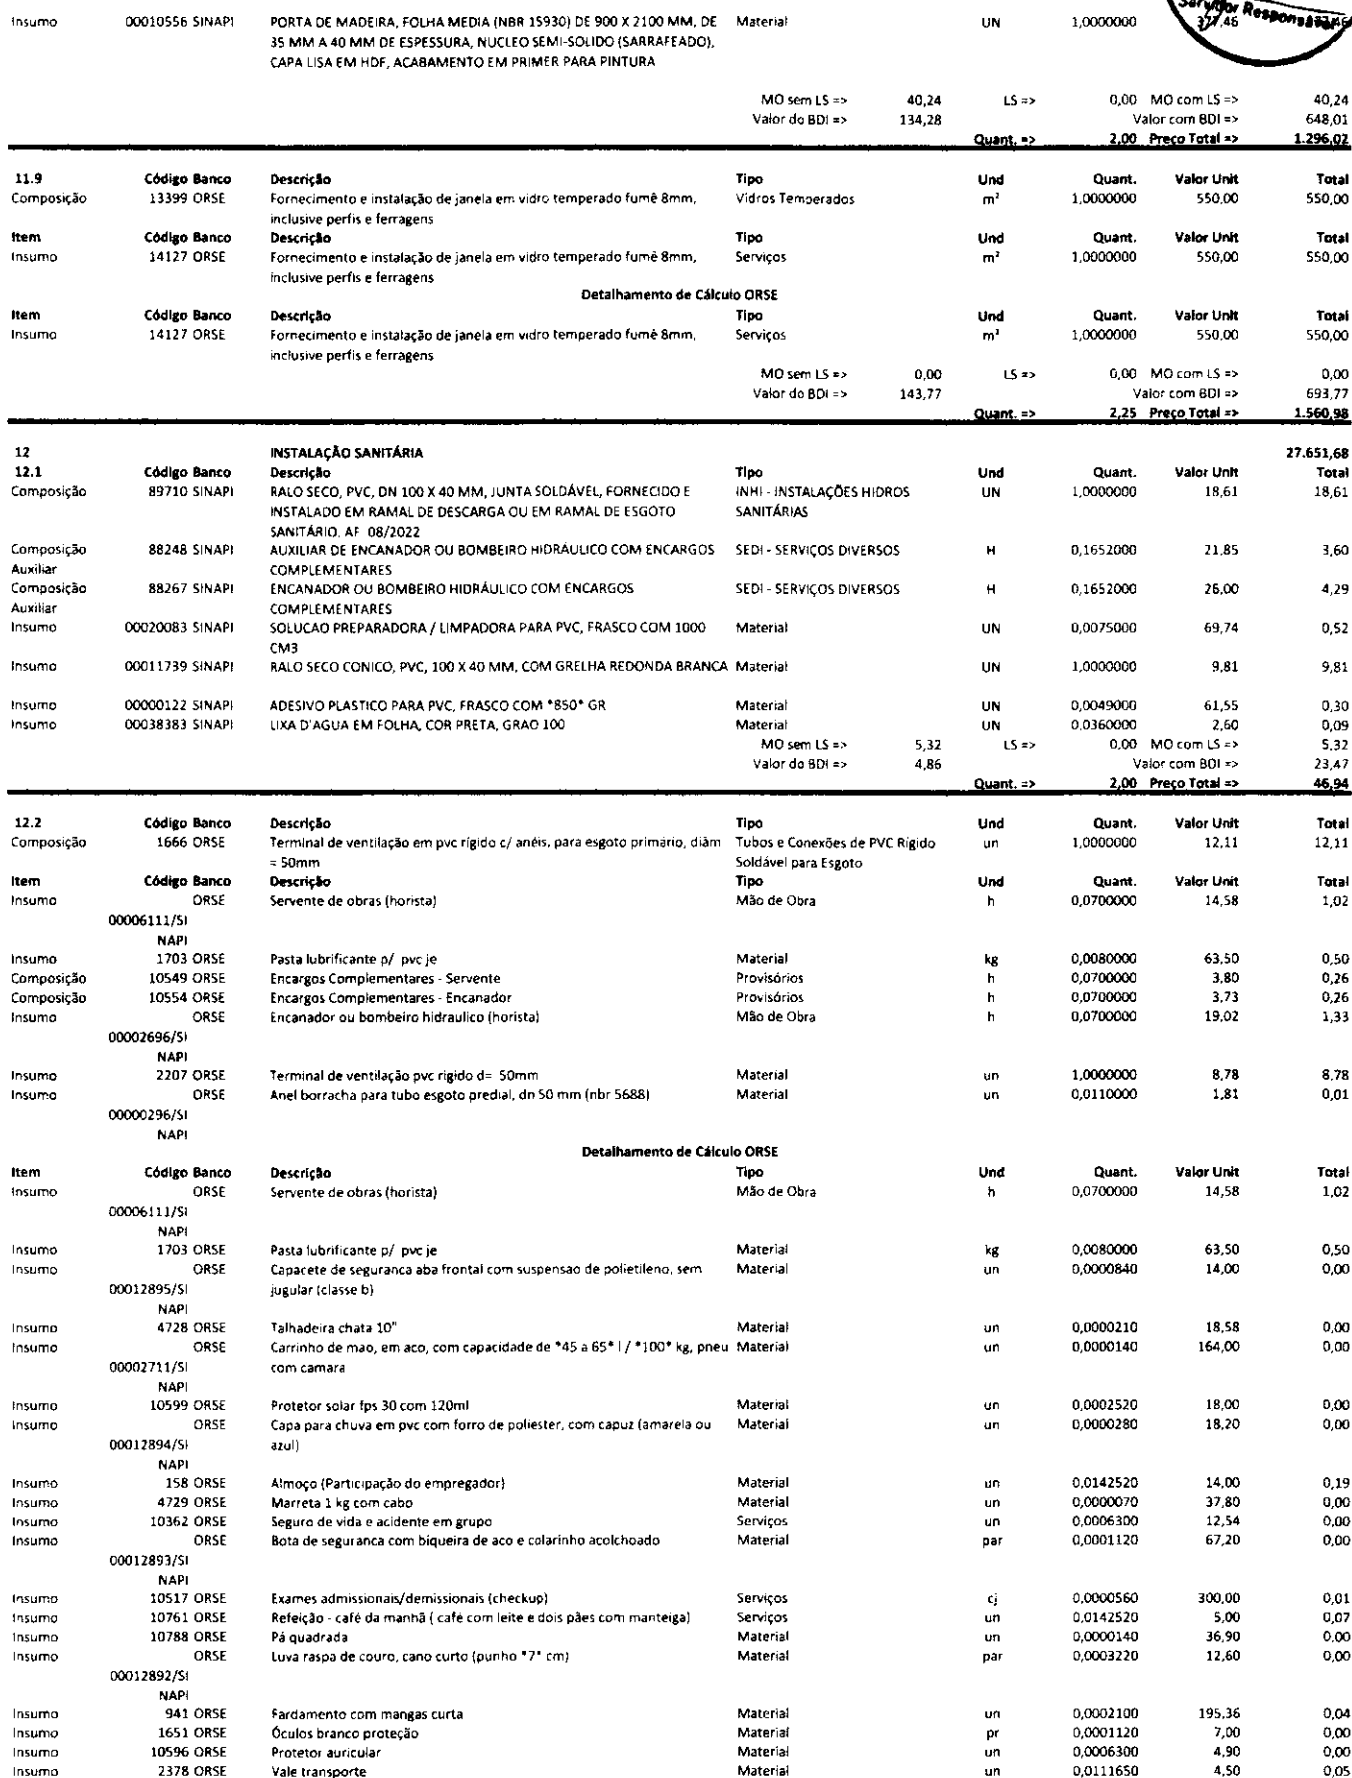 Servidor Responsável
Insumo 00010556 SINAPI PORTA DE MADEIRA, FOLHA MEDIA (NBR 15930) DE 900 X 2100 MM, DE Material UN 1,0000000 377,46
35 MM A 40 MM DE ESPESSURA, NUCLEO SEMI-SOLIDO (SARRAFEADO),
CAPA LISA EM HDF, ACABAMENTO EM PRIMER PARA PINTURA
MO sem LS => 40,24 LS => 0,00 MO com LS => 40,24
Valor do BDI => 134,28 Valor com BDI => 648,01
Quant. => 2,00 Preço Total => 1.296,02
11.9 Código Banco Descrição Tipo Und Quant. Valor Unit Total
Composição 13399 ORSE Fornecimento e instalação de janela em vidro temperado fumê 8mm, Vidros Temperados m² 1,0000000 550,00 550,00
inclusive perfis e ferragens
Item Código Banco Descrição Tipo Und Quant. Valor Unit Total
Insumo 14127 ORSE Fornecimento e instalação de janela em vidro temperado fumê 8mm, Serviços m² 1,0000000 550,00 550,00
inclusive perfis e ferragens
Detalhamento de Cálculo ORSE
Item Código Banco Descrição Tipo Und Quant. Valor Unit Total
Insumo 14127 ORSE Fornecimento e instalação de janela em vidro temperado fumê 8mm, Serviços m² 1,0000000 550,00 550,00
inclusive perfis e ferragens
MO sem LS => 0,00 LS => 0,00 MO com LS => 0,00
Valor do BDI => 143,77 Valor com BDI => 693,77
Quant. => 2,25 Preço Total => 1.560,98
12 INSTALAÇÃO SANITÁRIA 27.651,68
12.1 Código Banco Descrição Tipo Und Quant. Valor Unit Total
Composição 89710 SINAPI RALO SECO, PVC, DN 100 X 40 MM, JUNTA SOLDÁVEL, FORNECIDO E INHI - INSTALAÇÕES HIDROS UN 1,0000000 18,61 18,61
INSTALADO EM RAMAL DE DESCARGA OU EM RAMAL DE ESGOTO SANITÁRIAS
SANITÁRIO. AF_08/2022
Composição 88248 SINAPI AUXILIAR DE ENCANADOR OU BOMBEIRO HIDRÁULICO COM ENCARGOS SEDI - SERVIÇOS DIVERSOS H 0,1652000 21,85 3,60
Auxiliar COMPLEMENTARES
Composição 88267 SINAPI ENCANADOR OU BOMBEIRO HIDRÁULICO COM ENCARGOS SEDI - SERVIÇOS DIVERSOS H 0,1652000 26,00 4,29
Auxiliar COMPLEMENTARES
Insumo 00020083 SINAPI SOLUCAO PREPARADORA / LIMPADORA PARA PVC, FRASCO COM 1000 Material UN 0,0075000 69,74 0,52
CM3
Insumo 00011739 SINAPI RALO SECO CONICO, PVC, 100 X 40 MM, COM GRELHA REDONDA BRANCA Material UN 1,0000000 9,81 9,81
Insumo 00000122 SINAPI ADESIVO PLASTICO PARA PVC, FRASCO COM *850* GR Material UN 0,0049000 61,55 0,30
Insumo 00038383 SINAPI LIXA D'AGUA EM FOLHA, COR PRETA, GRAO 100 Material UN 0,0360000 2,60 0,09
MO sem LS => 5,32 LS => 0,00 MO com LS => 5,32
Valor do BDI => 4,86 Valor com BDI => 23,47
Quant. => 2,00 Preço Total => 46,94
12.2 Código Banco Descrição Tipo Und Quant. Valor Unit Total
Composição 1666 ORSE Terminal de ventilação em pvc rígido c/ anéis, para esgoto primário, diâm Tubos e Conexões de PVC Rígido un 1,0000000 12,11 12,11
= 50mm Soldável para Esgoto
Item Código Banco Descrição Tipo Und Quant. Valor Unit Total
Insumo ORSE Servente de obras (horista) Mão de Obra h 0,0700000 14,58 1,02
00006111/SI
NAPI
Insumo 1703 ORSE Pasta lubrificante p/ pvc je Material kg 0,0080000 63,50 0,50
Composição 10549 ORSE Encargos Complementares - Servente Provisórios h 0,0700000 3,80 0,26
Composição 10554 ORSE Encargos Complementares - Encanador Provisórios h 0,0700000 3,73 0,26
Insumo ORSE Encanador ou bombeiro hidraulico (horista) Mão de Obra h 0,0700000 19,02 1,33
00002696/SI
NAPI
Insumo 2207 ORSE Terminal de ventilação pvc rigido d= 50mm Material un 1,0000000 8,78 8,78
Insumo ORSE Anel borracha para tubo esgoto predial, dn 50 mm (nbr 5688) Material un 0,0110000 1,81 0,01
00000296/SI
NAPI
Detalhamento de Cálculo ORSE
Item Código Banco Descrição Tipo Und Quant. Valor Unit Total
Insumo ORSE Servente de obras (horista) Mão de Obra h 0,0700000 14,58 1,02
00006111/SI
NAPI
Insumo 1703 ORSE Pasta lubrificante p/ pvc je Material kg 0,0080000 63,50 0,50
Insumo ORSE Capacete de seguranca aba frontal com suspensao de polietileno, sem Material un 0,0000840 14,00 0,00
00012895/SI jugular (classe b)
NAPI
Insumo 4728 ORSE Talhadeira chata 10" Material un 0,0000210 18,58 0,00
Insumo ORSE Carrinho de mao, em aco, com capacidade de *45 a 65* l / *100* kg, pneu Material un 0,0000140 164,00 0,00
00002711/SI com camara
NAPI
Insumo 10599 ORSE Protetor solar fps 30 com 120ml Material un 0,0002520 18,00 0,00
Insumo ORSE Capa para chuva em pvc com forro de poliester, com capuz (amarela ou Material un 0,0000280 18,20 0,00
00012894/SI azul)
NAPI
Insumo 158 ORSE Almoço (Participação do empregador) Material un 0,0142520 14,00 0,19
Insumo 4729 ORSE Marreta 1 kg com cabo Material un 0,0000070 37,80 0,00
Insumo 10362 ORSE Seguro de vida e acidente em grupo Serviços un 0,0006300 12,54 0,00
Insumo ORSE Bota de seguranca com biqueira de aco e colarinho acolchoado Material par 0,0001120 67,20 0,00
00012893/SI
NAPI
Insumo 10517 ORSE Exames admissionais/demissionais (checkup) Serviços cj 0,0000560 300,00 0,01
Insumo 10761 ORSE Refeição - café da manhã ( café com leite e dois pães com manteiga) Serviços un 0,0142520 5,00 0,07
Insumo 10788 ORSE Pá quadrada Material un 0,0000140 36,90 0,00
Insumo ORSE Luva raspa de couro, cano curto (punho *7* cm) Material par 0,0003220 12,60 0,00
00012892/SI
NAPI
Insumo 941 ORSE Fardamento com mangas curta Material un 0,0002100 195,36 0,04
Insumo 1651 ORSE Óculos branco proteção Material pr 0,0001120 7,00 0,00
Insumo 10596 ORSE Protetor auricular Material un 0,0006300 4,90 0,00
Insumo 2378 ORSE Vale transporte Material un 0,0111650 4,50 0,05